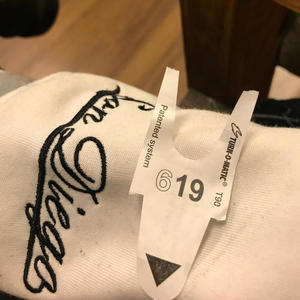 San Diego
Patented system
619
TURN-O-MATIC® T90